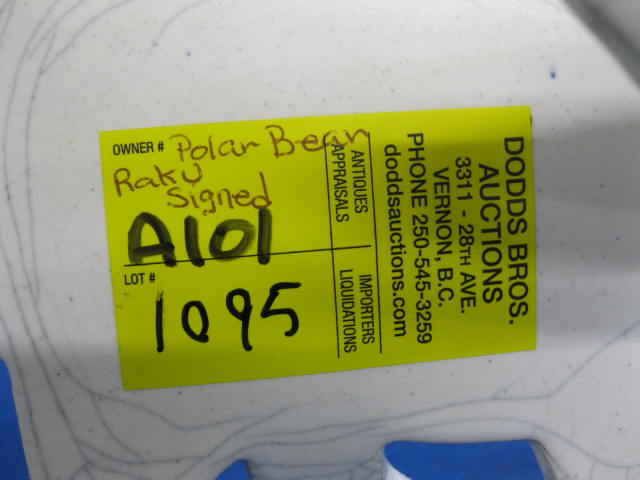 OWNER # Polar Bear
Raku
Signed
A101
LOT #
1095
ANTIQUES
APPRAISALS
IMPORTERS
LIQUIDATIONS
DODDS BROS.
AUCTIONS
3311 - 28TH AVE.
VERNON, B.C.
PHONE 250-545-3259
doddsauctions.com